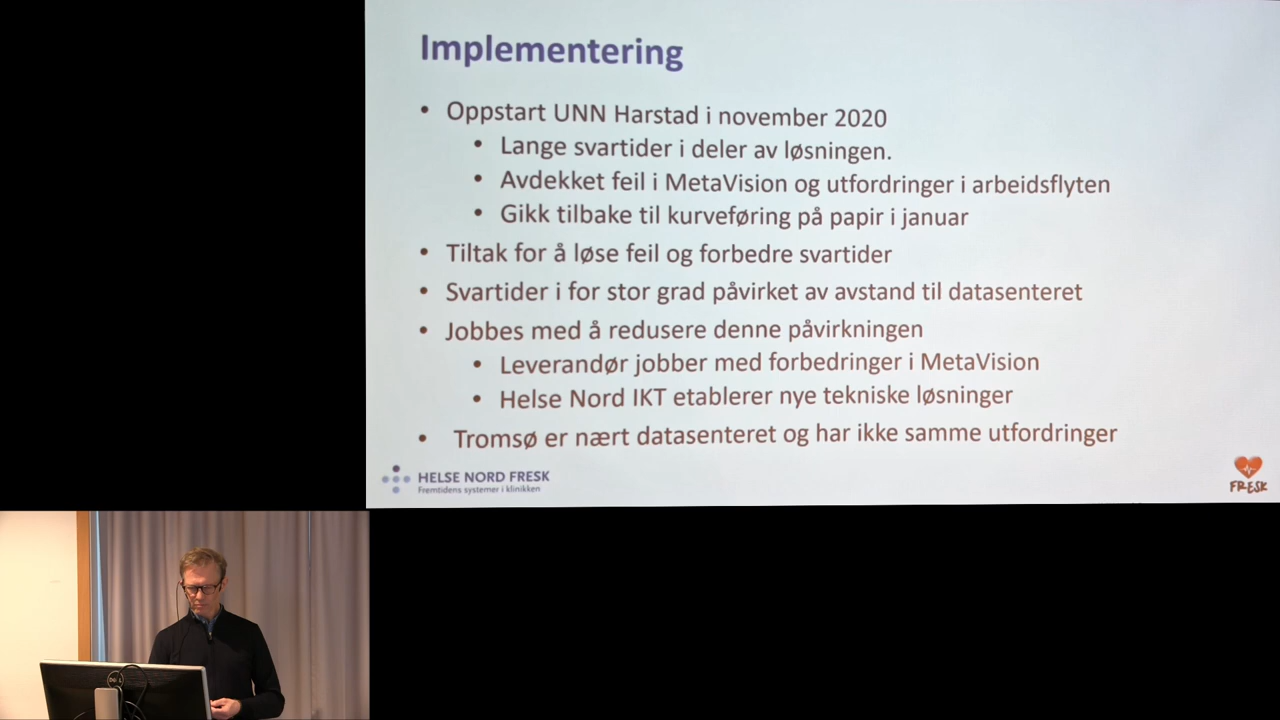 Implementering
• Oppstart UNN Harstad i november 2020
• Lange svartider i deler av løsningen.
• Avdekket feil i MetaVision og utfordringer i arbeidsflyten
• Gikk tilbake til kurveføring på papir i januar
• Tiltak for å løse feil og forbedre svartider
• Svartider i for stor grad påvirket av avstand til datasenteret
• Jobbes med å redusere denne påvirkningen
• Leverandør jobber med forbedringer i MetaVision
• Helse Nord IKT etablerer nye tekniske løsninger
• Tromsø er nært datasenteret og har ikke samme utfordringer
HELSE NORD FRESK
Fremtidens systemer i klinikken
FRESK
DELL